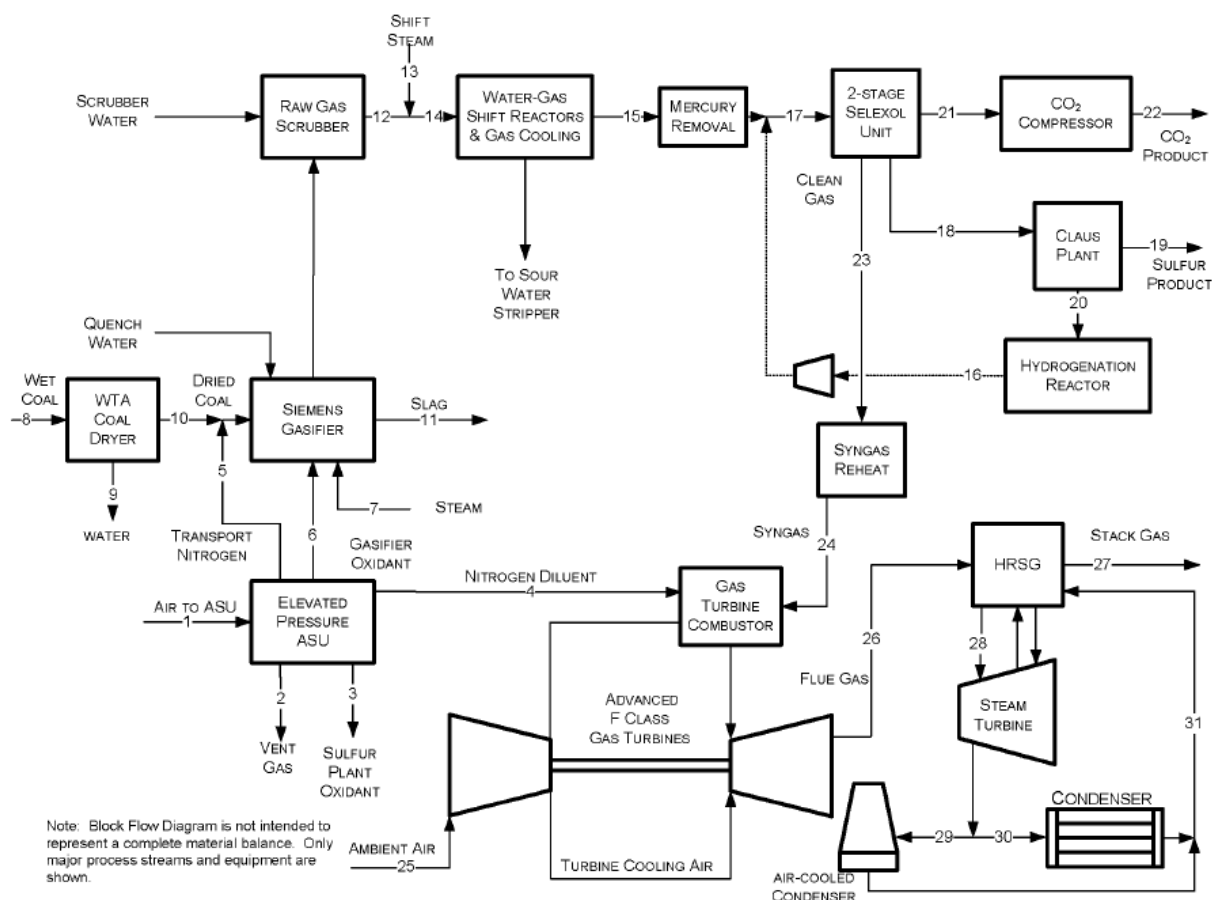 SHIFT
STEAM
13
SCRUBBER
WATER
RAW GAS
SCRUBBER
12
14
WATER-GAS
SHIFT REACTORS
& GAS COOLING
15
MERCURY
REMOVAL
17
2-STAGE
SELEXOL
UNIT
21
CO₂
COMPRESSOR
22
CO₂
PRODUCT
CLEAN
GAS
18
CLAUS
PLANT
19
SULFUR
PRODUCT
23
20
TO SOUR
WATER
STRIPPER
QUENCH
WATER
HYDROGENATION
REACTOR
16
WET
COAL
8
WTA
COAL
DRYER
10
DRIED
COAL
SIEMENS
GASIFIER
SLAG
11
SYNGAS
REHEAT
9
WATER
5
TRANSPORT
NITROGEN
6
7
STEAM
GASIFIER
OXIDANT
SYNGAS
24
NITROGEN DILUENT
4
GAS
TURBINE
COMBUSTOR
HRSG
STACK GAS
27
AIR TO ASU
1
ELEVATED
PRESSURE
ASU
26
28
FLUE GAS
2
3
VENT
GAS
SULFUR
PLANT
OXIDANT
ADVANCED
F CLASS
GAS TURBINES
STEAM
TURBINE
31
CONDENSER
29
30
Note: Block Flow Diagram is not intended to
represent a complete material balance. Only
major process streams and equipment are
shown.
AMBIENT AIR
25
TURBINE COOLING AIR
AIR-COOLED
CONDENSER